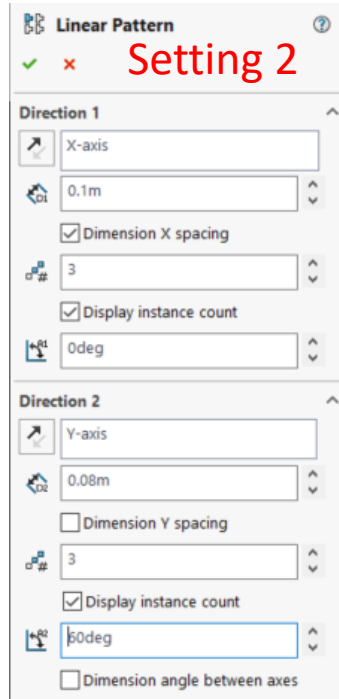 Linear Pattern
Setting 2
Direction 1
X-axis
0.1m
Dimension X spacing
3
Display instance count
0deg
Direction 2
Y-axis
0.08m
Dimension Y spacing
3
Display instance count
60deg
Dimension angle between axes